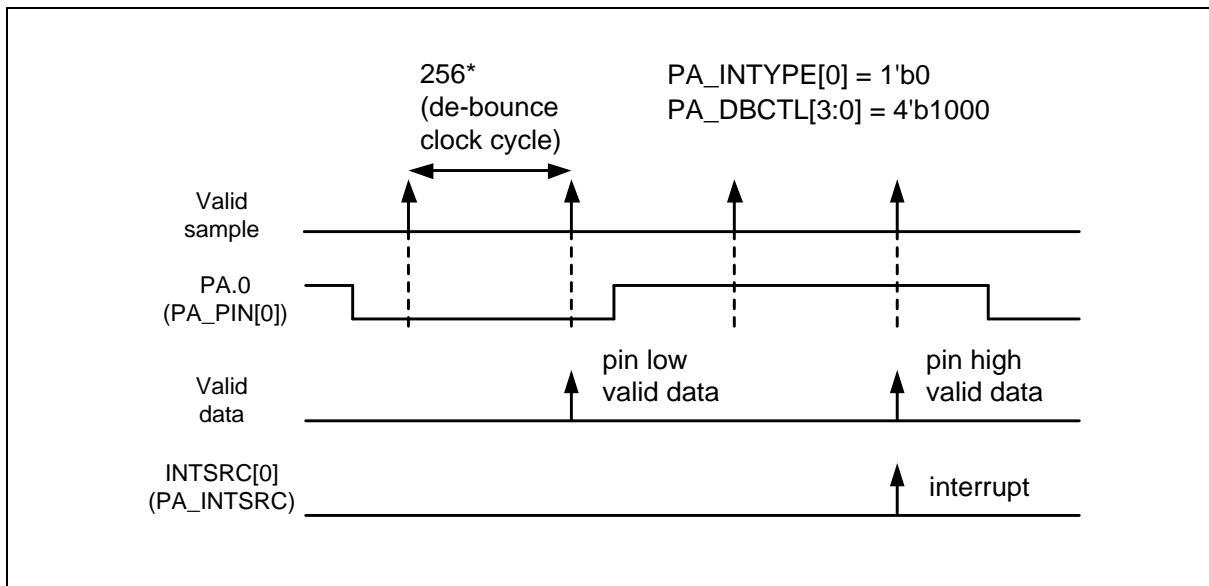 256*
(de-bounce
clock cycle)
PA_INTYPE[0] = 1'b0
PA_DBCTL[3:0] = 4'b1000
Valid
sample
PA.0
(PA_PIN[0])
Valid
data
pin low
valid data
pin high
valid data
INTSRC[0]
(PA_INTSRC)
interrupt